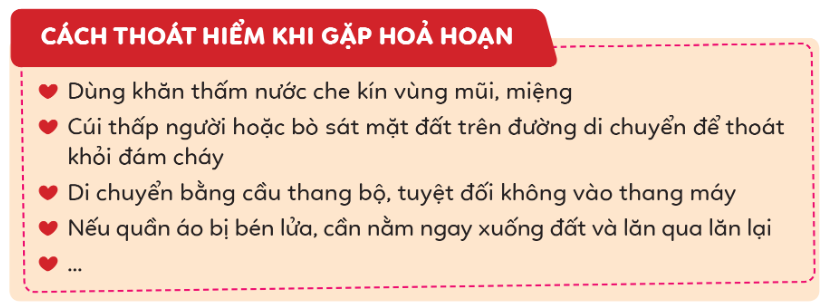 CÁCH THOÁT HIỂM KHI GẶP HOẢ HOẠN
Dùng khăn thấm nước che kín vùng mũi, miệng
Cúi thấp người hoặc bò sát mặt đất trên đường di chuyển để thoát
khỏi đám cháy
Di chuyển bằng cầu thang bộ, tuyệt đối không vào thang máy
Nếu quần áo bị bén lửa, cần nằm ngay xuống đất và lăn qua lăn lại
...